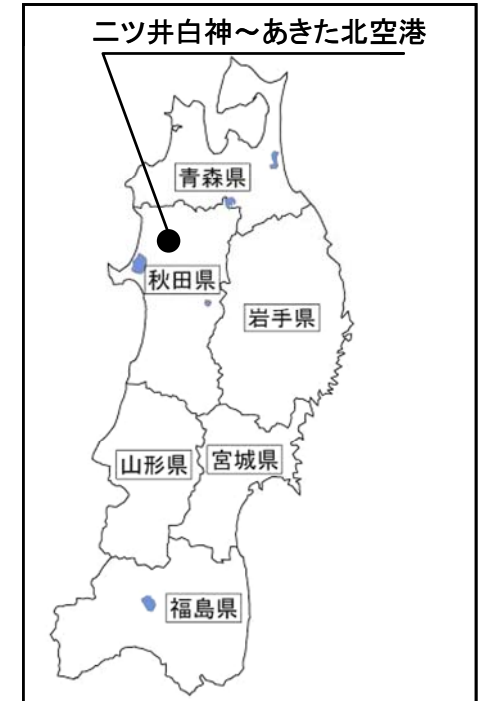 二ツ井白神～あきた北空港
青森県
秋田県
岩手県
山形県
宮城県
福島県